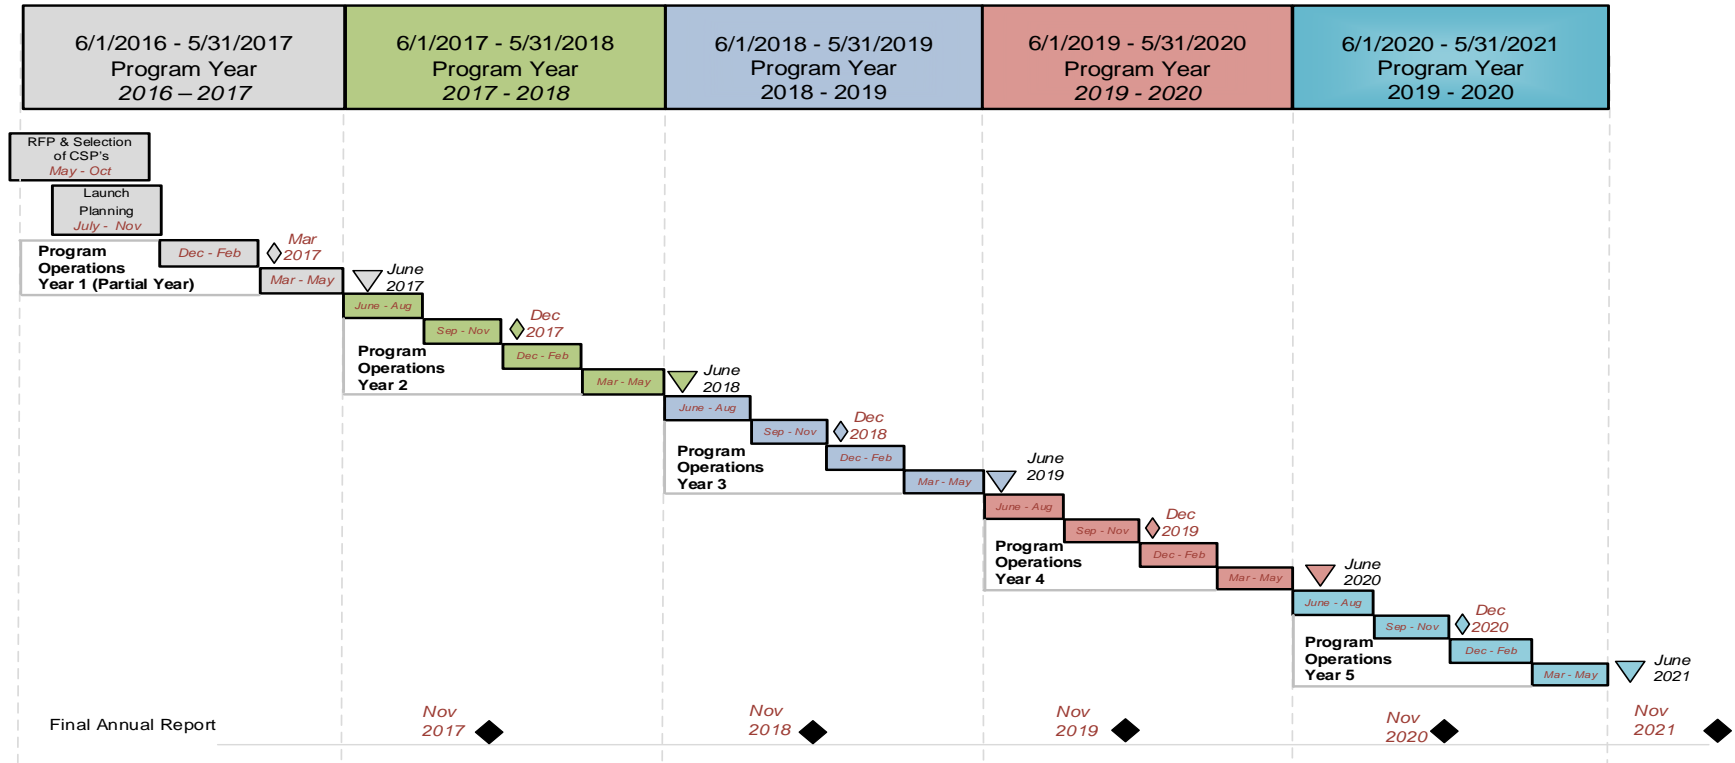 6/1/2016 - 5/31/2017
Program Year
2016 – 2017
6/1/2017 - 5/31/2018
Program Year
2017 - 2018
6/1/2018 - 5/31/2019
Program Year
2018 - 2019
6/1/2019 - 5/31/2020
Program Year
2019 - 2020
6/1/2020 - 5/31/2021
Program Year
2019 - 2020
RFP & Selection
of CSP's
May - Oct
Launch
Planning
July - Nov
Program
Operations
Year 1 (Partial Year)
Dec - Feb
Mar
2017
Mar - May
June
2017
June - Aug
Sep - Nov
Dec
2017
Program
Operations
Year 2
Dec - Feb
Mar - May
June
2018
June - Aug
Sep - Nov
Dec
2018
Program
Operations
Year 3
Dec - Feb
Mar - May
June
2019
June - Aug
Sep - Nov
Dec
2019
Program
Operations
Year 4
Dec - Feb
Mar - May
June
2020
June - Aug
Sep - Nov
Dec
2020
Program
Operations
Year 5
Dec - Feb
Mar - May
June
2021
Final Annual Report
Nov
2017
Nov
2018
Nov
2019
Nov
2020
Nov
2021